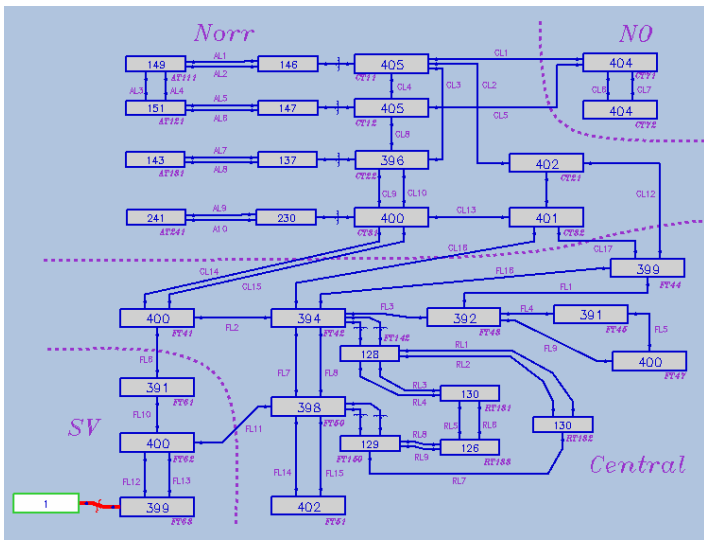 Norr
NO
AL1
149
146
405
CL1
404
AT111
AL2
CT11
CT71
AL3
AL4
CL4
CL3
CL2
CL6
CL7
AL5
151
147
405
404
AT121
AL6
CT12
CL5
CT72
CL8
AL7
143
137
396
402
AT131
AL8
CT22
CT21
CL9
CL10
CL12
AL9
241
230
400
CL13
401
AT241
A10
CT31
CT32
CL16
CL17
CL14
FL16
399
CL15
FL1
FT44
FL3
FL4
391
400
394
392
FT41
FL2
FT42
FT142
FT43
FT45
FL5
RL1
FL9
FL6
128
RL2
400
FL7
FL8
FT47
391
RL3
130
FT61
RL4
RT131
398
RL5
RL6
130
SV
FL10
FT50
RT132
400
FL11
129
RL8
126
FT62
FT150
RL9
RT133
Central
FL12
FL13
FL14
FL15
RL7
1
399
402
FT63
FT51